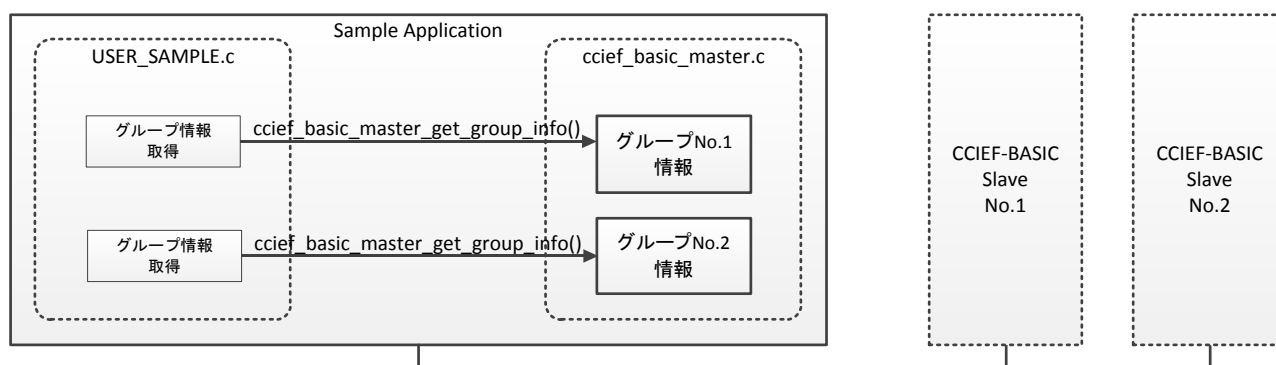 Sample Application
USER_SAMPLE.c
ccief_basic_master.c
グループ情報
取得
ccief_basic_master_get_group_info()
グループNo.1
情報
グループ情報
取得
ccief_basic_master_get_group_info()
グループNo.2
情報
CCIEF-BASIC
Slave
No.1
CCIEF-BASIC
Slave
No.2